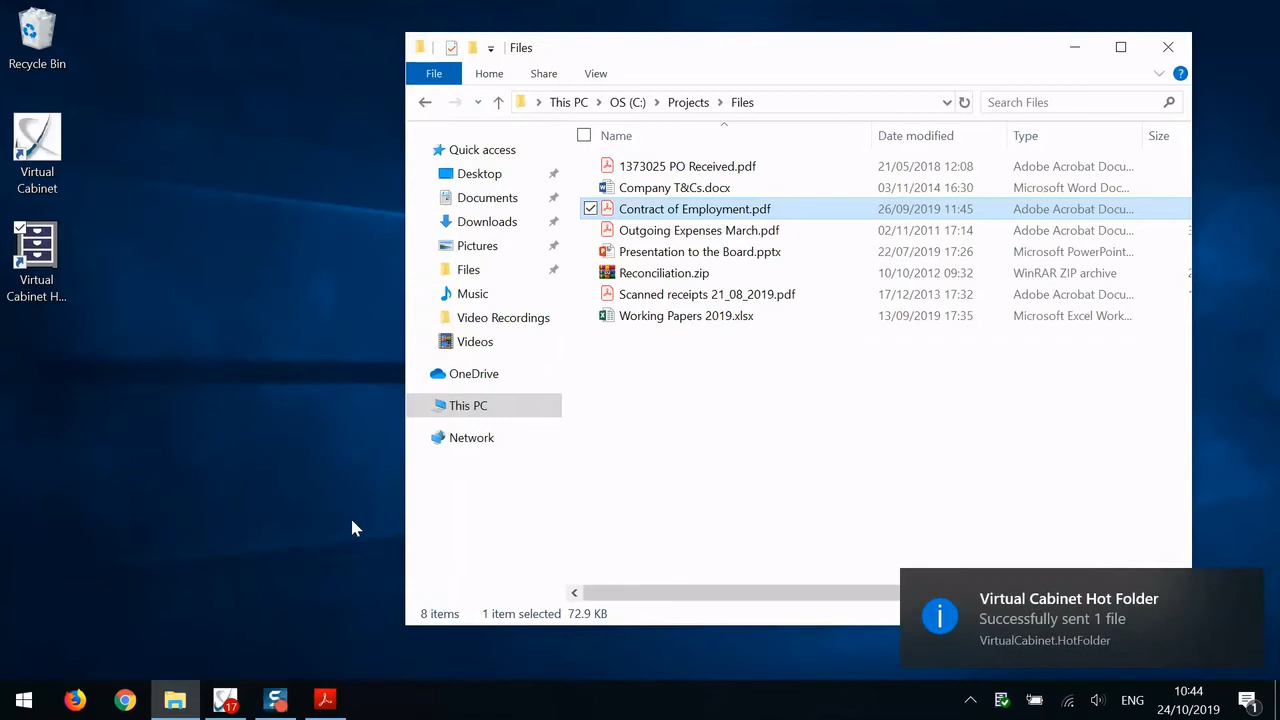 Recycle Bin
Virtual
Cabinet
Virtual
Cabinet H...
Files
File Home Share View
This PC OS (C:) Projects Files
Search Files
Name Date modified Type Size
Quick access
Desktop
Documents
Downloads
Pictures
Files
Music
Video Recordings
Videos
OneDrive
This PC
Network
1373025 PO Received.pdf 21/05/2018 12:08 Adobe Acrobat Docu...
Company T&Cs.docx 03/11/2014 16:30 Microsoft Word Doc...
Contract of Employment.pdf 26/09/2019 11:45 Adobe Acrobat Docu...
Outgoing Expenses March.pdf 02/11/2011 17:14 Adobe Acrobat Docu...
Presentation to the Board.pptx 22/07/2019 17:26 Microsoft PowerPoint...
Reconciliation.zip 10/10/2012 09:32 WinRAR ZIP archive
Scanned receipts 21_08_2019.pdf 17/12/2013 17:32 Adobe Acrobat Docu...
Working Papers 2019.xlsx 13/09/2019 17:35 Microsoft Excel Work...
8 items 1 item selected 72.9 KB
Virtual Cabinet Hot Folder
Successfully sent 1 file
VirtualCabinet.HotFolder
17
ENG
10:44
24/10/2019
1